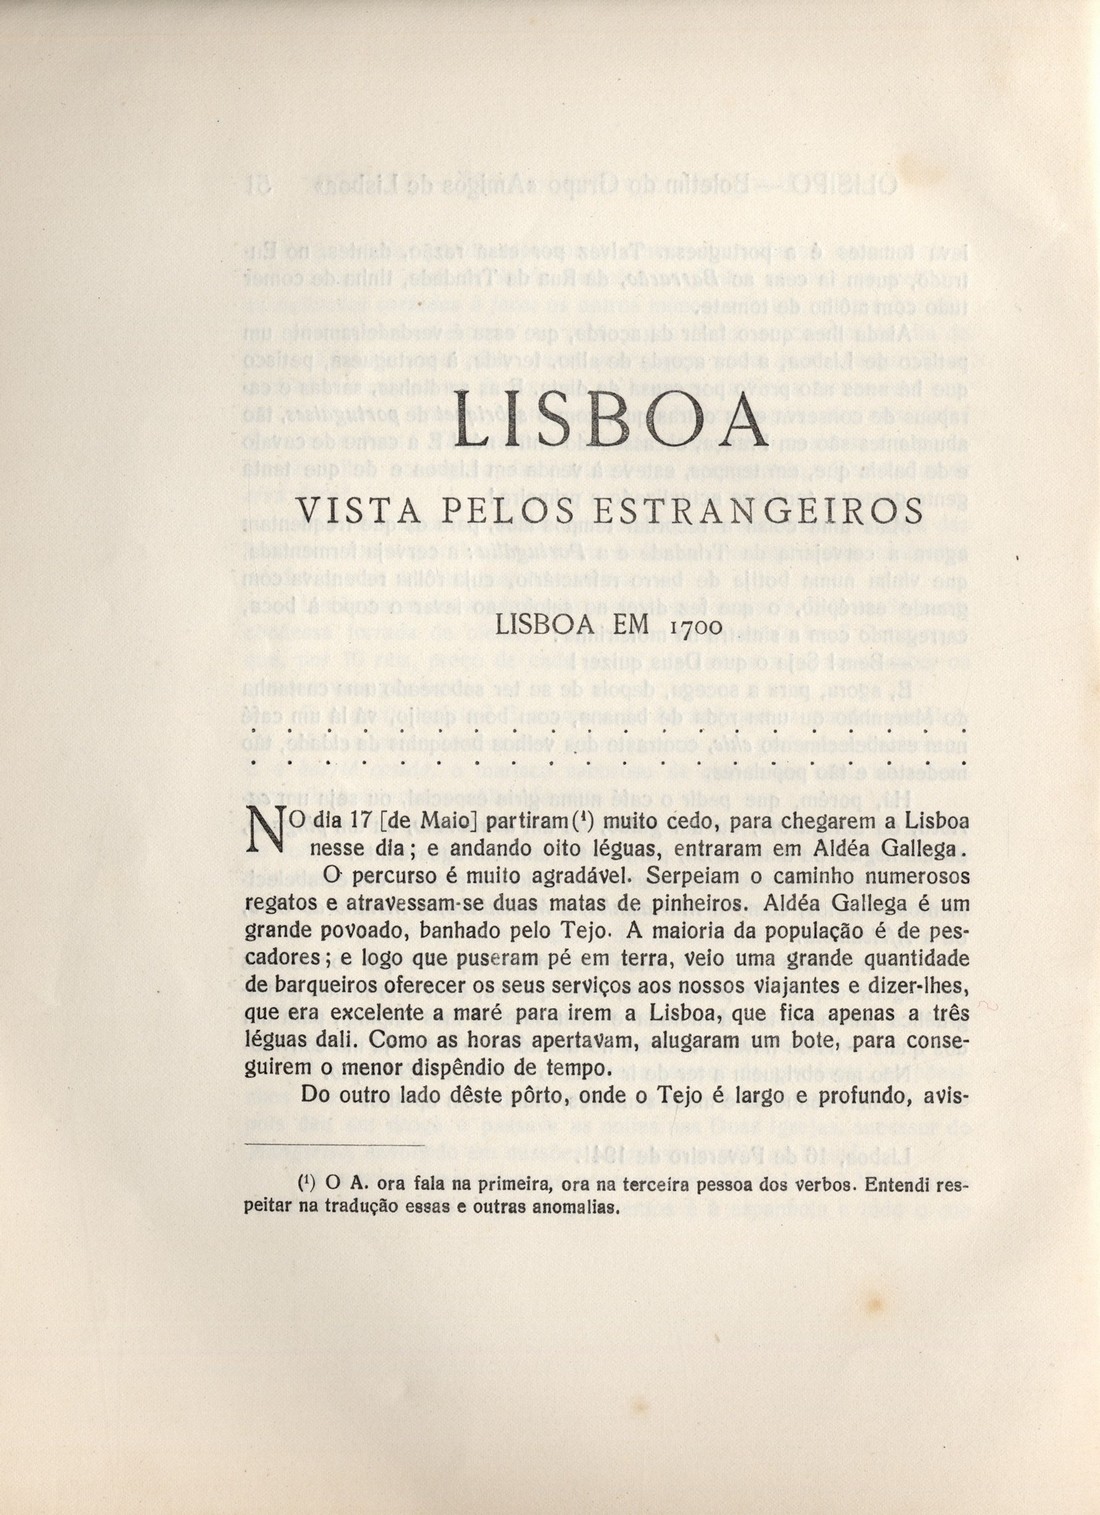 LISBOA
VISTA PELOS ESTRANGEIROS
LISBOA EM 1700
NO dia 17 [de Maio] partiram(¹) muito cedo, para chegarem a Lisboa
nesse dia; e andando oito léguas, entraram em Aldéa Gallega.
O percurso é muito agradável. Serpeiam o caminho numerosos
regatos e atravessam-se duas matas de pinheiros. Aldéa Gallega é um
grande povoado, banhado pelo Tejo. A maioria da população é de pes-
cadores; e logo que puseram pé em terra, veio uma grande quantidade
de barqueiros oferecer os seus serviços aos nossos viajantes e dizer-lhes,
que era excelente a maré para irem a Lisboa, que fica apenas a três
léguas dali. Como as horas apertavam, alugaram um bote, para conse-
guirem o menor dispêndio de tempo.
Do outro lado dêste pôrto, onde o Tejo é largo e profundo, avis-
(¹) O A. ora fala na primeira, ora na terceira pessoa dos verbos. Entendi res-
peitar na tradução essas e outras anomalias.